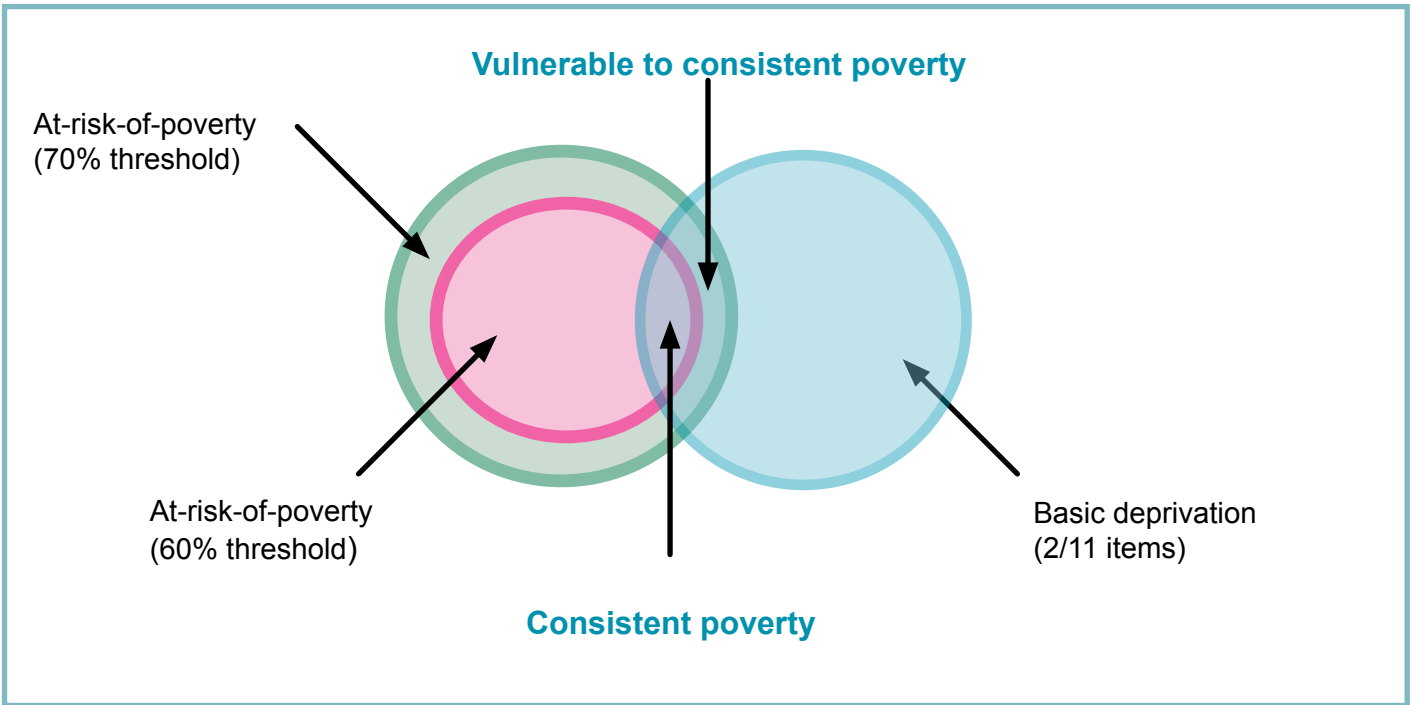 Vulnerable to consistent poverty
At-risk-of-poverty
(70% threshold)
At-risk-of-poverty
(60% threshold)
Basic deprivation
(2/11 items)
Consistent poverty